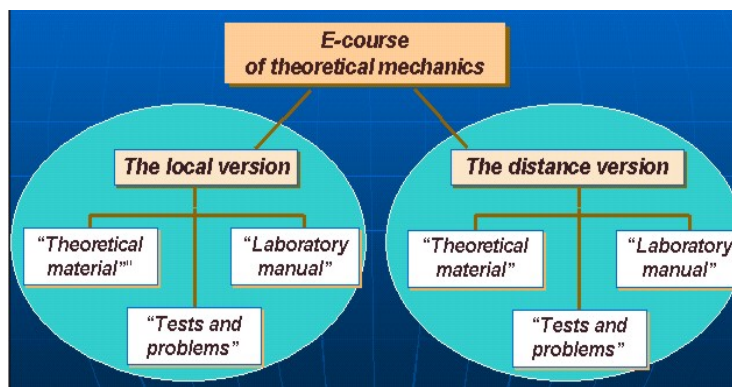 E-course
of theoretical mechanics
The local version
The distance version
“Theoretical
material”"
“Laboratory
manual”
“Tests and
problems”
“Theoretical
material”
“Laboratory
manual”
“Tests and
problems”